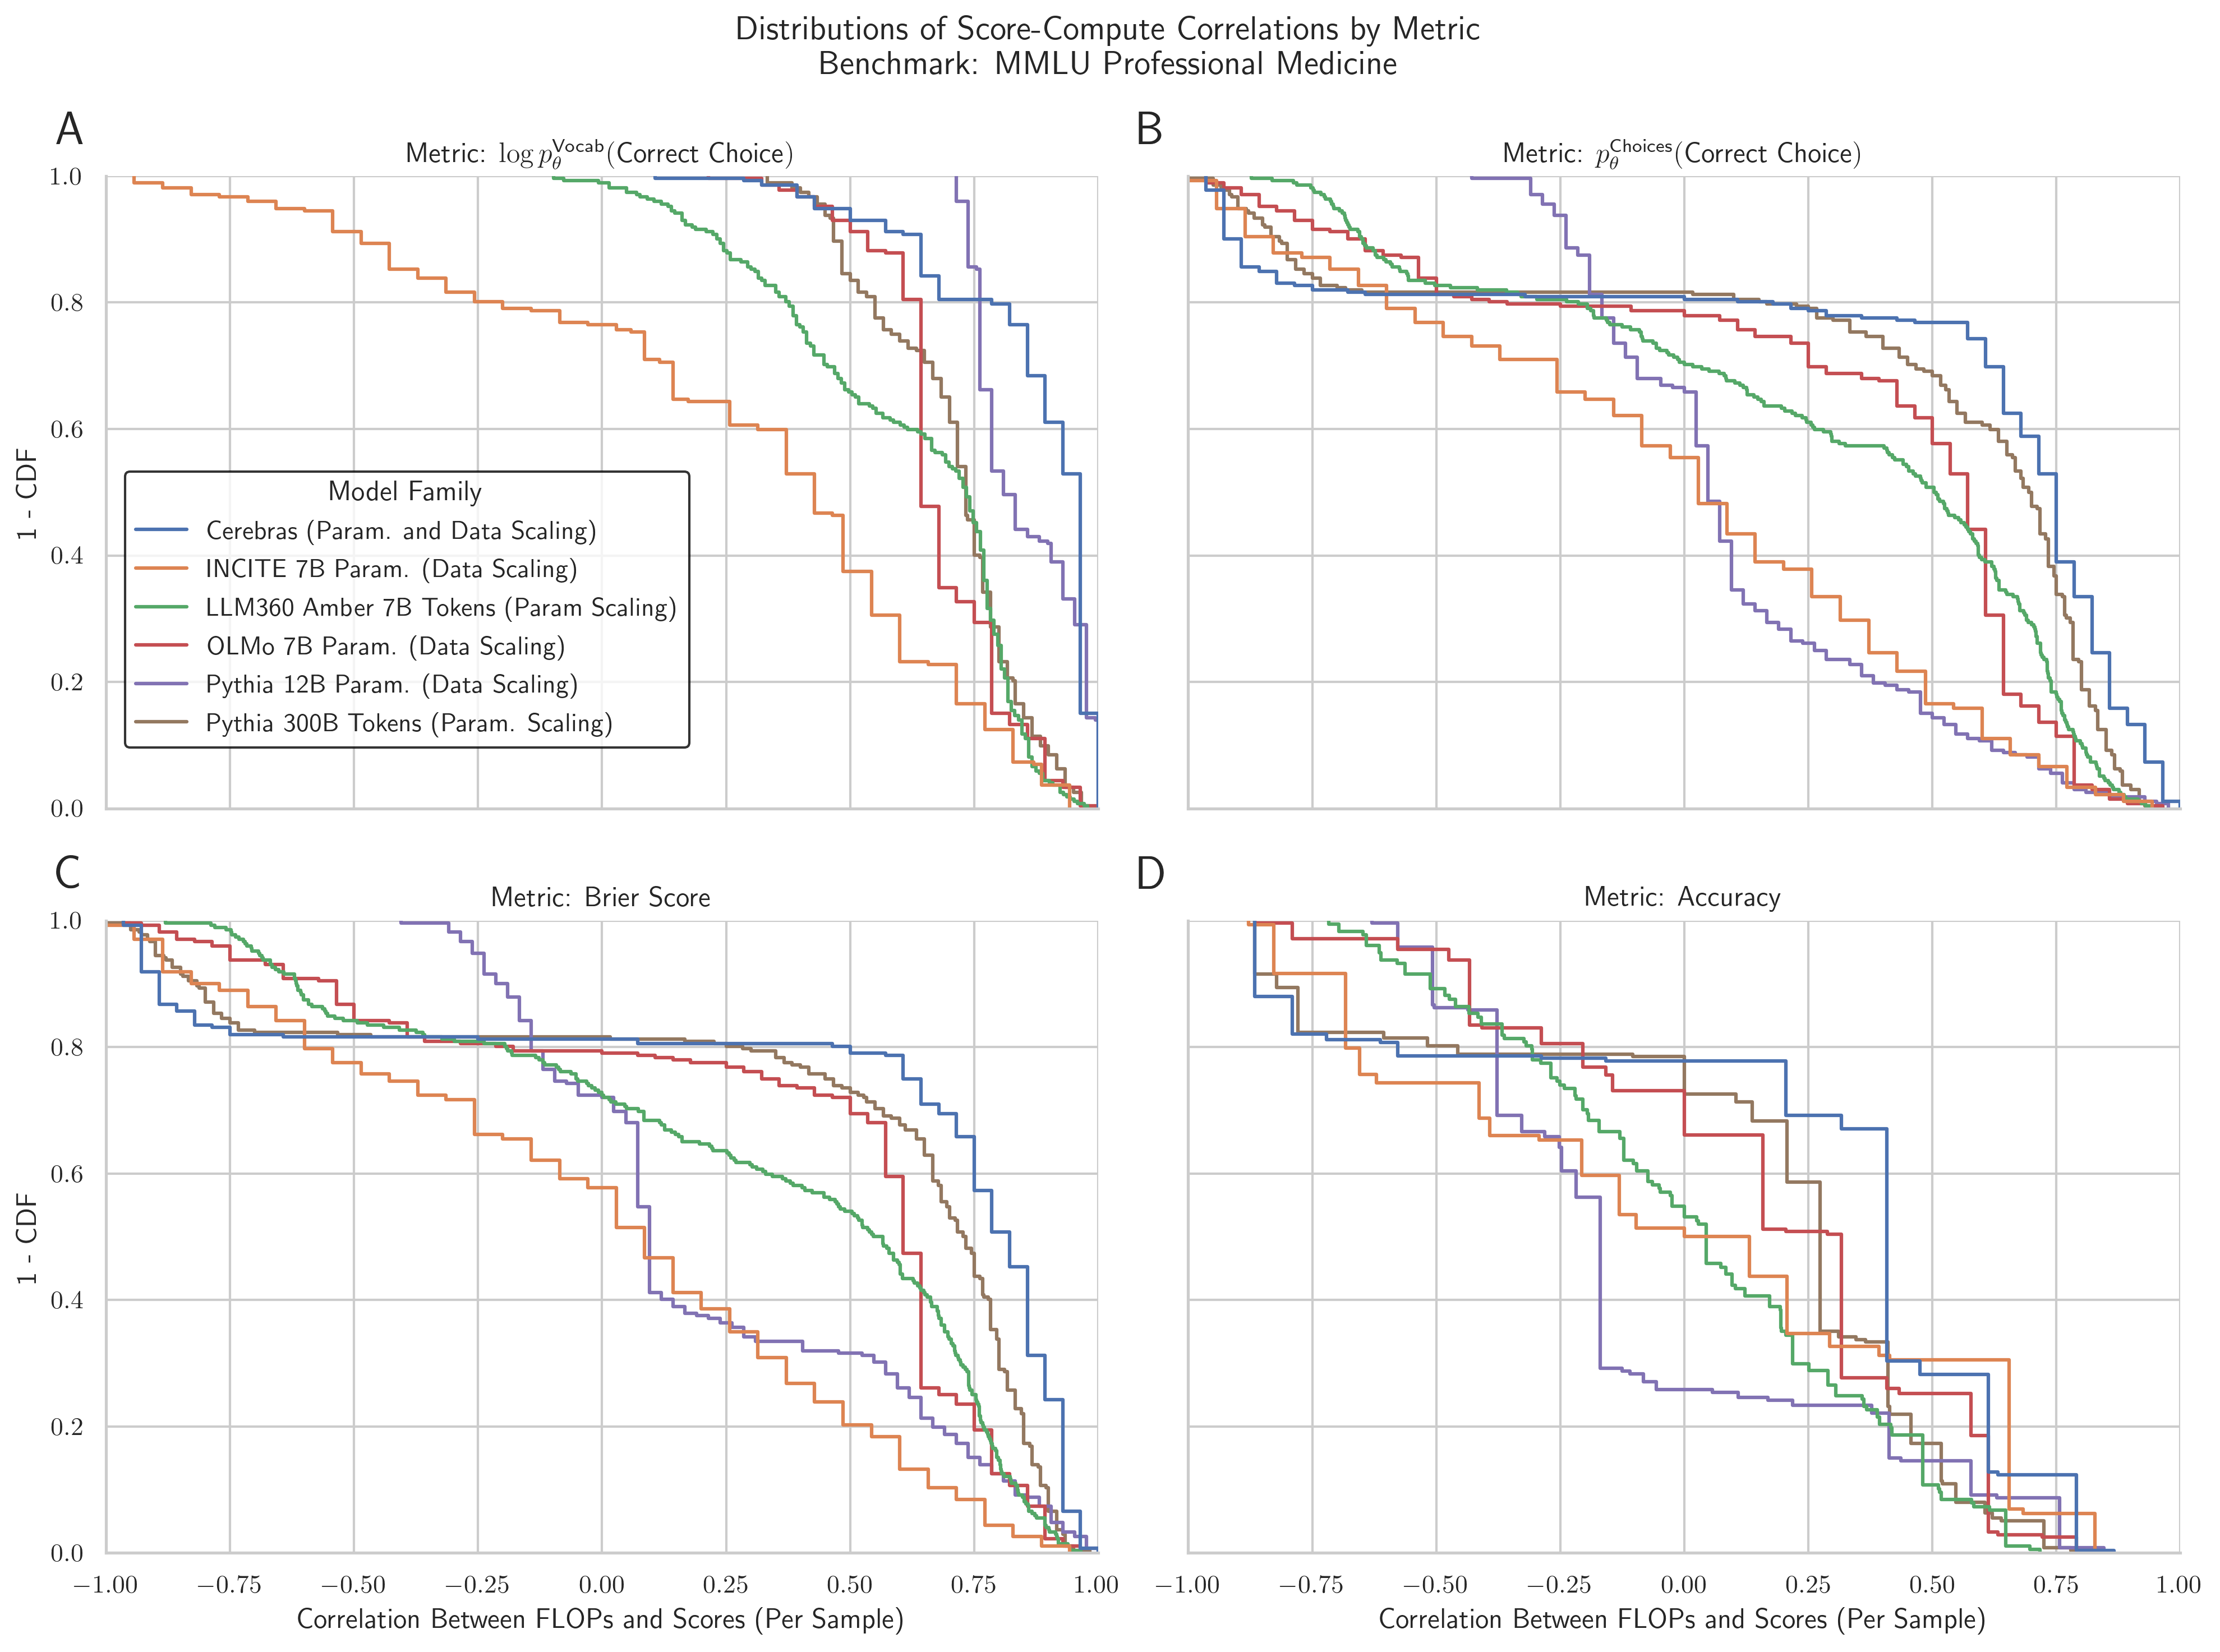 Distributions of Score-Compute Correlations by Metric
Benchmark: MMLU Professional Medicine
A
Metric: log p_θ^Vocab(Correct Choice)
1.0
0.8
0.6
0.4
0.2
0.0
1 - CDF
Model Family
Cerebras (Param. and Data Scaling)
INCITE 7B Param. (Data Scaling)
LLM360 Amber 7B Tokens (Param Scaling)
OLMo 7B Param. (Data Scaling)
Pythia 12B Param. (Data Scaling)
Pythia 300B Tokens (Param. Scaling)
B
Metric: p_θ^Choices(Correct Choice)
C
Metric: Brier Score
1.0
0.8
0.6
0.4
0.2
0.0
1 - CDF
−1.00 −0.75 −0.50 −0.25 0.00 0.25 0.50 0.75 1.00
Correlation Between FLOPs and Scores (Per Sample)
D
Metric: Accuracy
−1.00 −0.75 −0.50 −0.25 0.00 0.25 0.50 0.75 1.00
Correlation Between FLOPs and Scores (Per Sample)